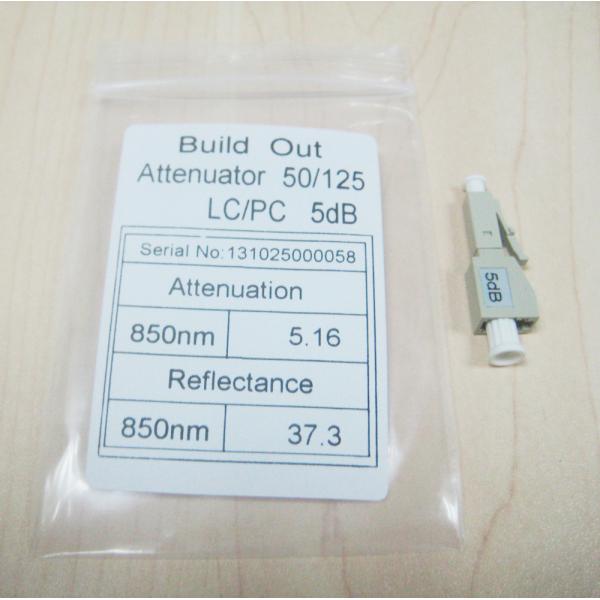 Build Out
Attenuator 50/125
LC/PC 5dB
Serial No:131025000058
Attenuation
850nm 5.16
Reflectance
850nm 37.3
5dB